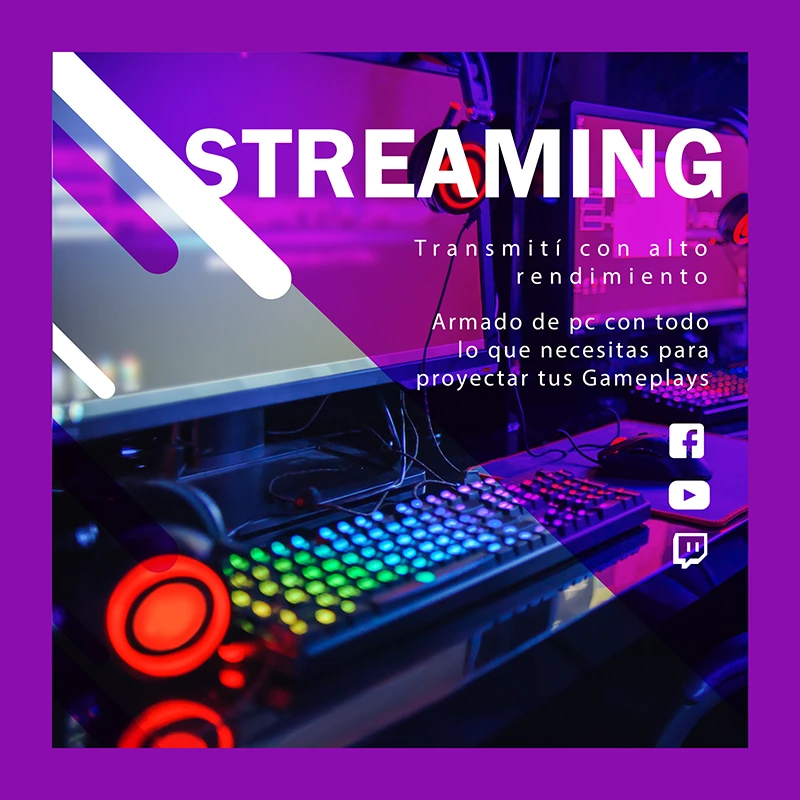 STREAMING
Transmití con alto
rendimiento
Armado de pc con todo
lo que necesitas para
proyectar tus Gameplays